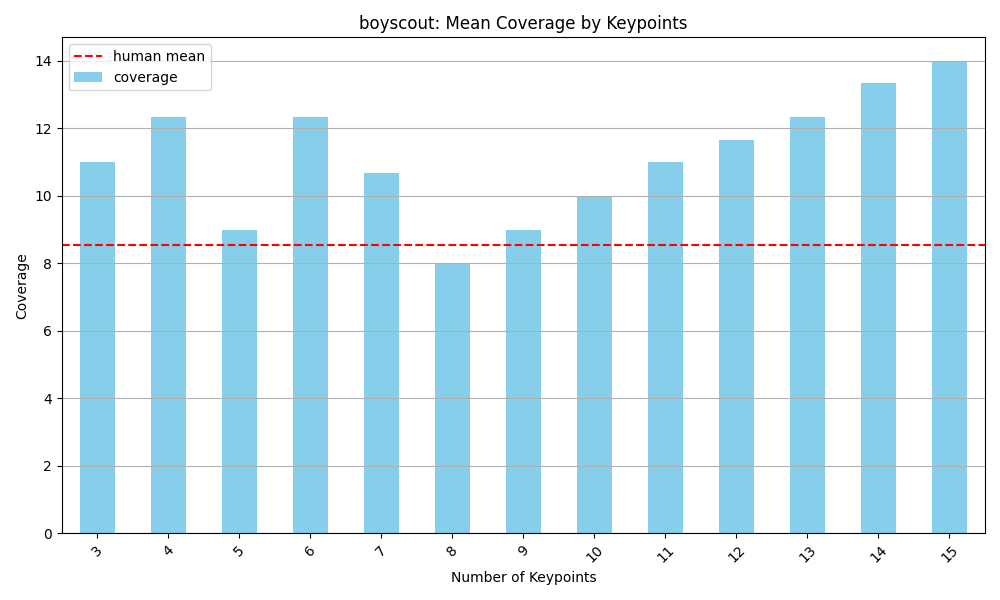 boyscout: Mean Coverage by Keypoints
human mean
coverage
14
12
10
8
6
4
2
0
Coverage
3 4 5 6 7 8 9 10 11 12 13 14 15
Number of Keypoints